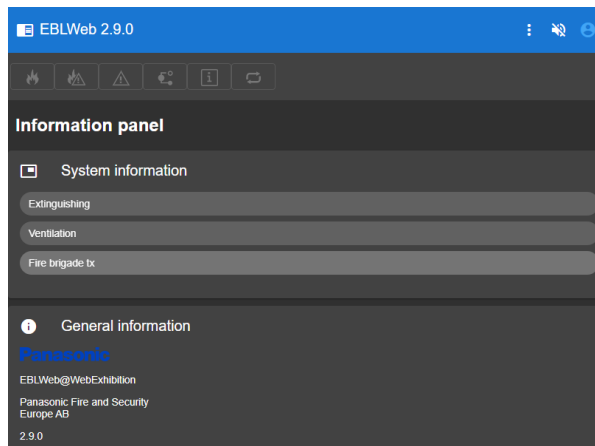 EBLWeb 2.9.0
Information panel
System information
Extinguishing
Ventilation
Fire brigade tx
General information
Panasonic
EBLWeb@WebExhibition
Panasonic Fire and Security
Europe AB
2.9.0